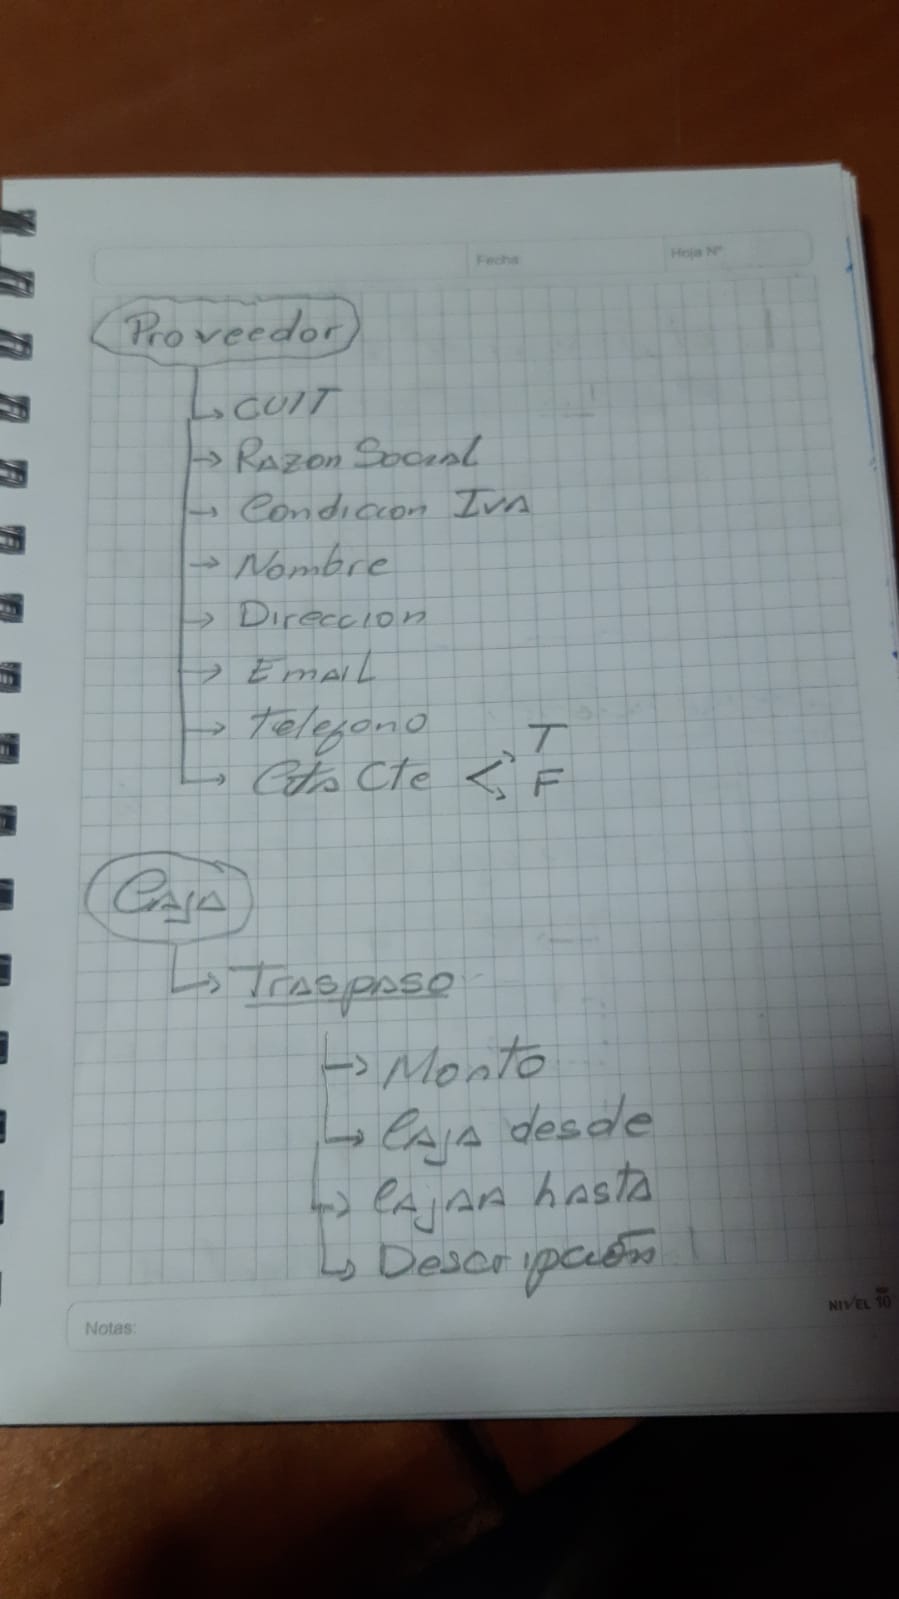 Fecha
Hoja N°
Proveedor
CUIT
Razon Social
Condicion Iva
Nombre
Direccion
Email
Telefono
Cta Cte < T
F
Caja
Traspaso
Monto
Caja desde
Cajaa hasta
Descripción
NIVEL 10
Notas: